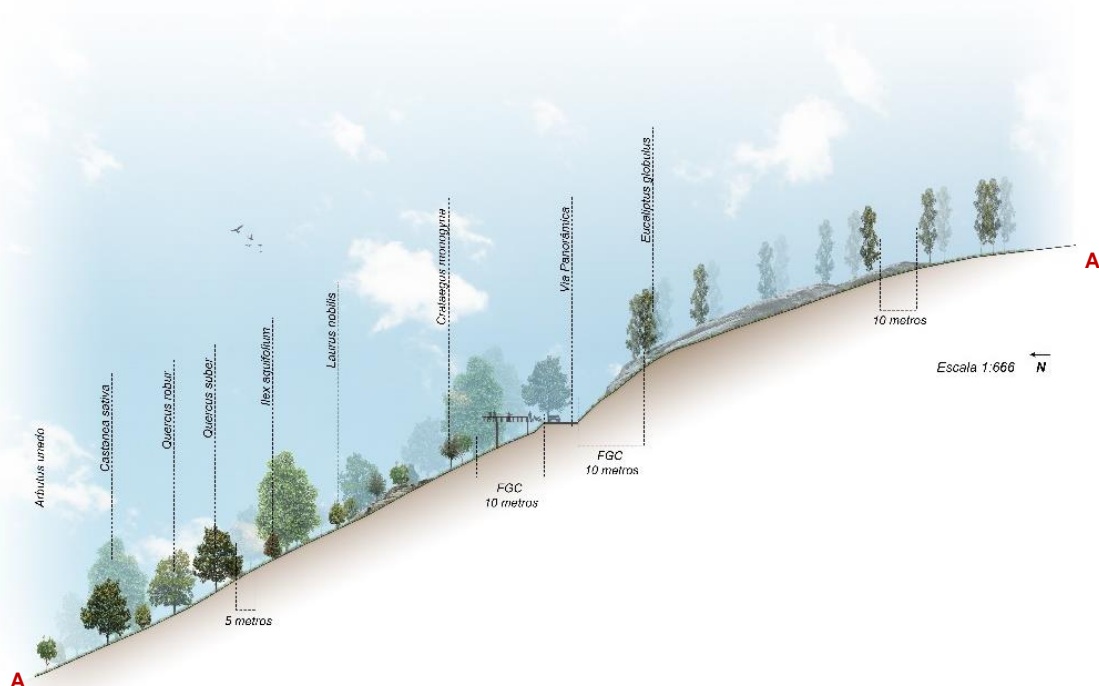 Arbutus unedo
Castanea sativa
Quercus robur
Quercus suber
Ilex aquifolium
Laurus nobilis
Crataegus monogyna
Via Panorâmica
Eucaliptus globulus
A
10 metros
Escala 1:666
N
FGC
10 metros
FGC
10 metros
5 metros
A